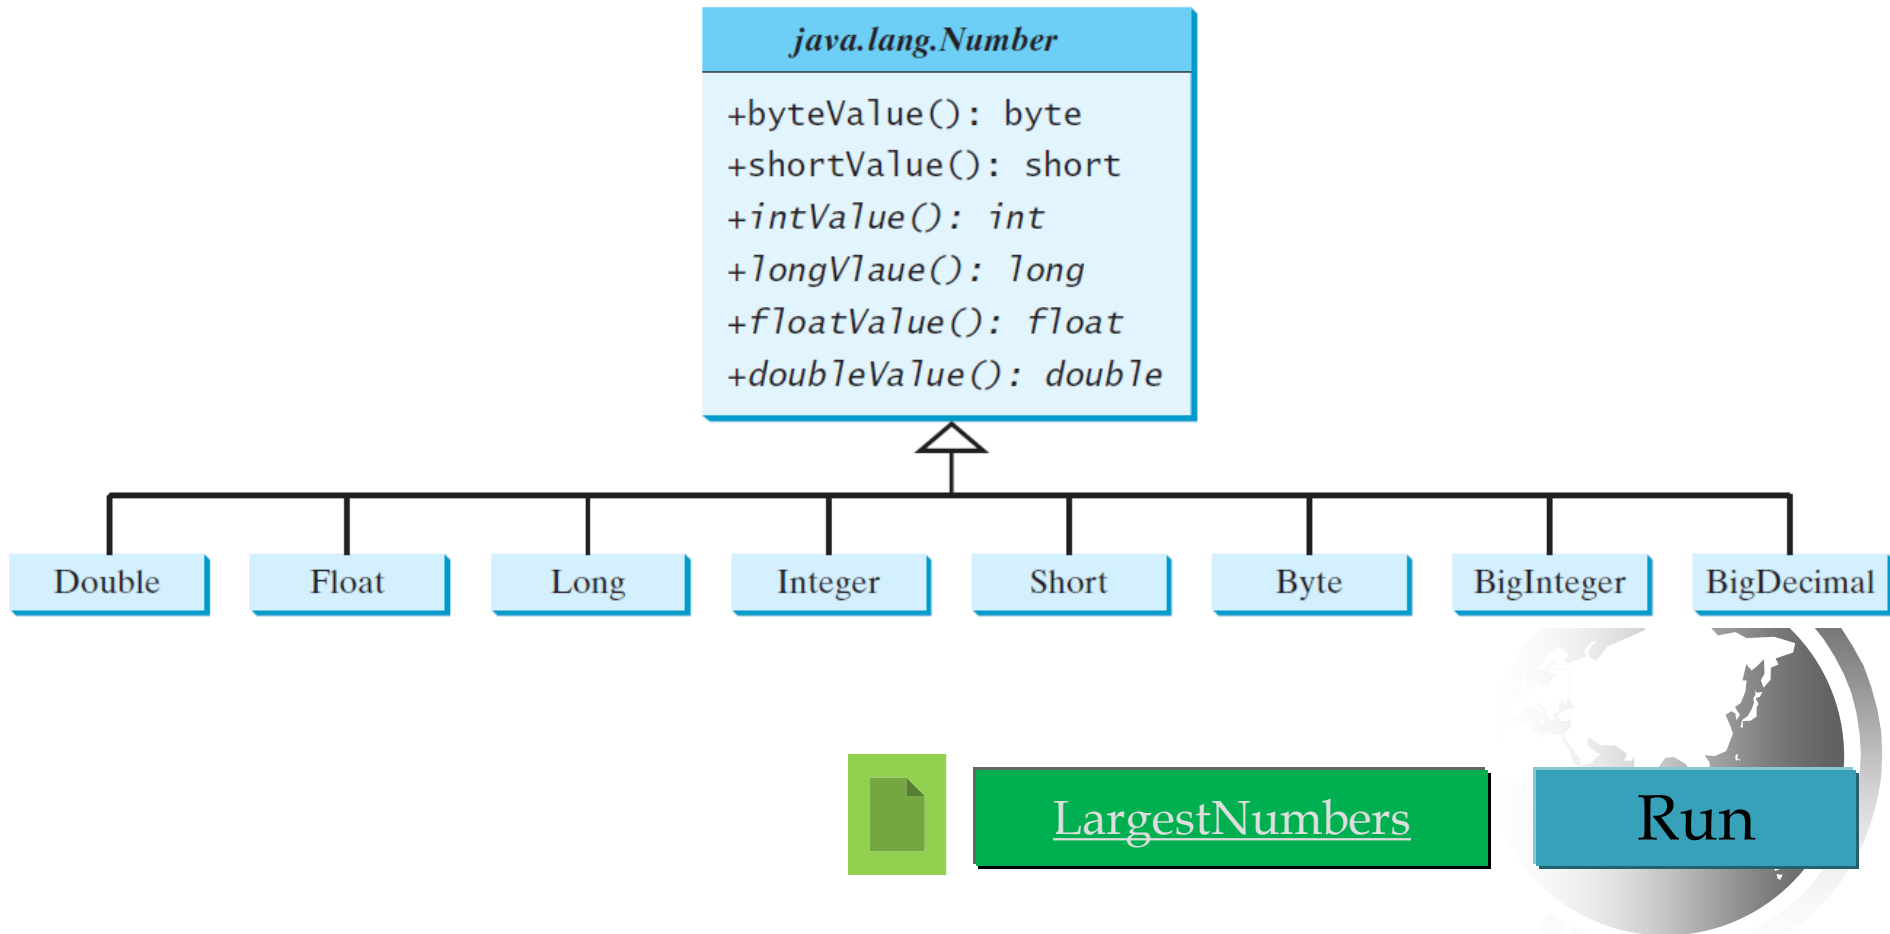 java.lang.Number
+byteValue(): byte
+shortValue(): short
+intValue(): int
+longVlaue(): long
+floatValue(): float
+doubleValue(): double
Double Float Long Integer Short Byte BigInteger BigDecimal
LargestNumbers Run